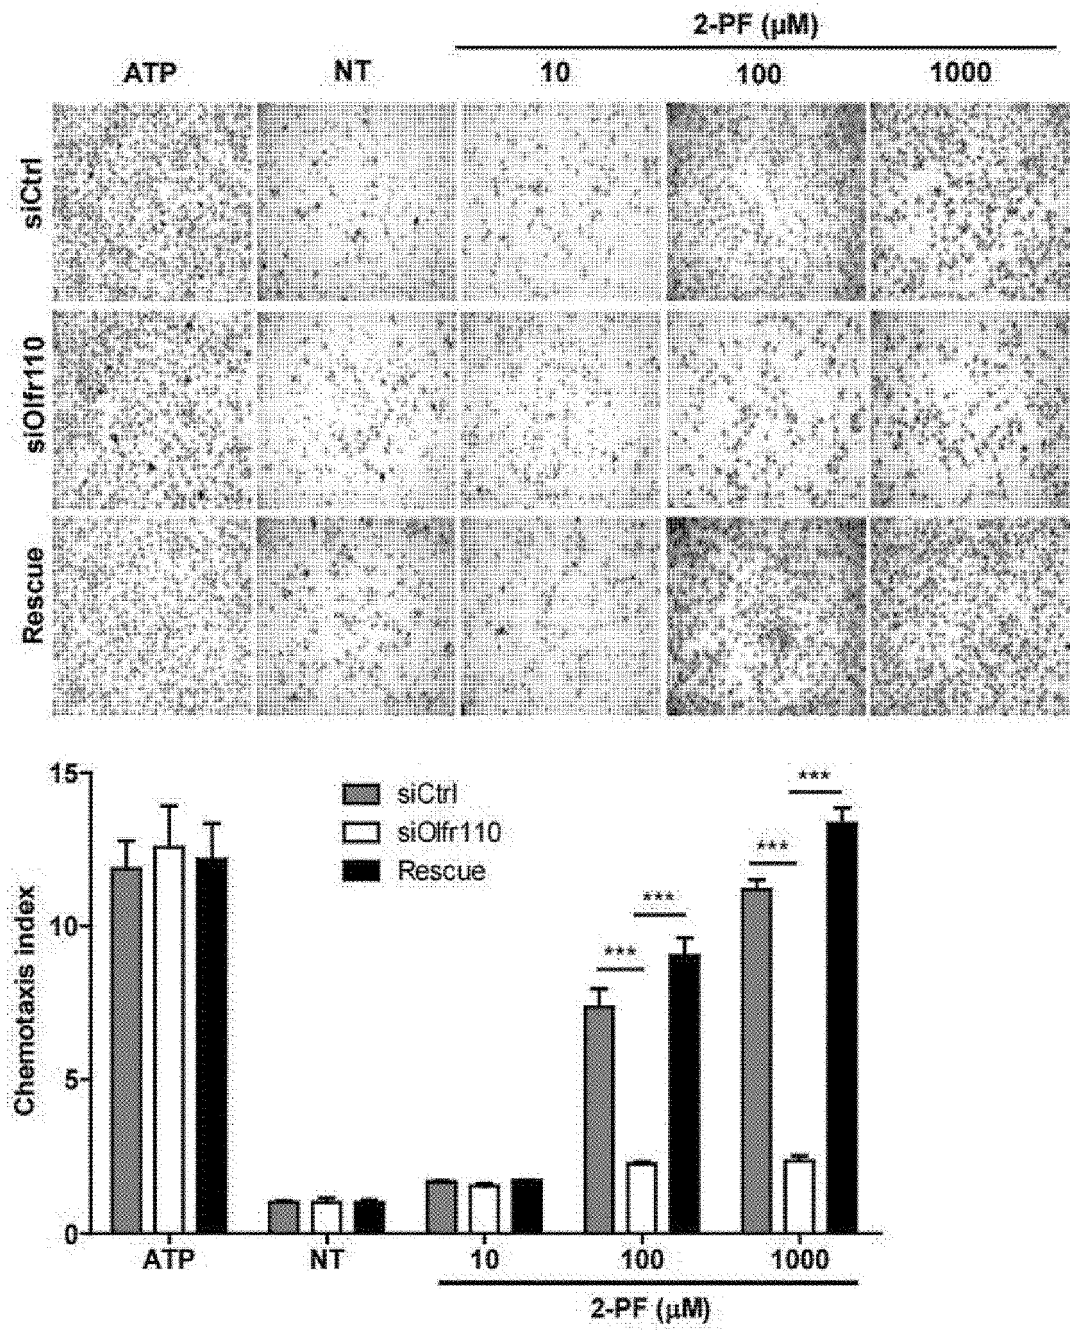 2-PF (µM)
ATP NT 10 100 1000
siCtrl
siOlfr110
Rescue
15
10
5
0
Chemotaxis index
siCtrl
siOlfr110
Rescue
***
***
***
***
ATP NT 10 100 1000
2-PF (µM)